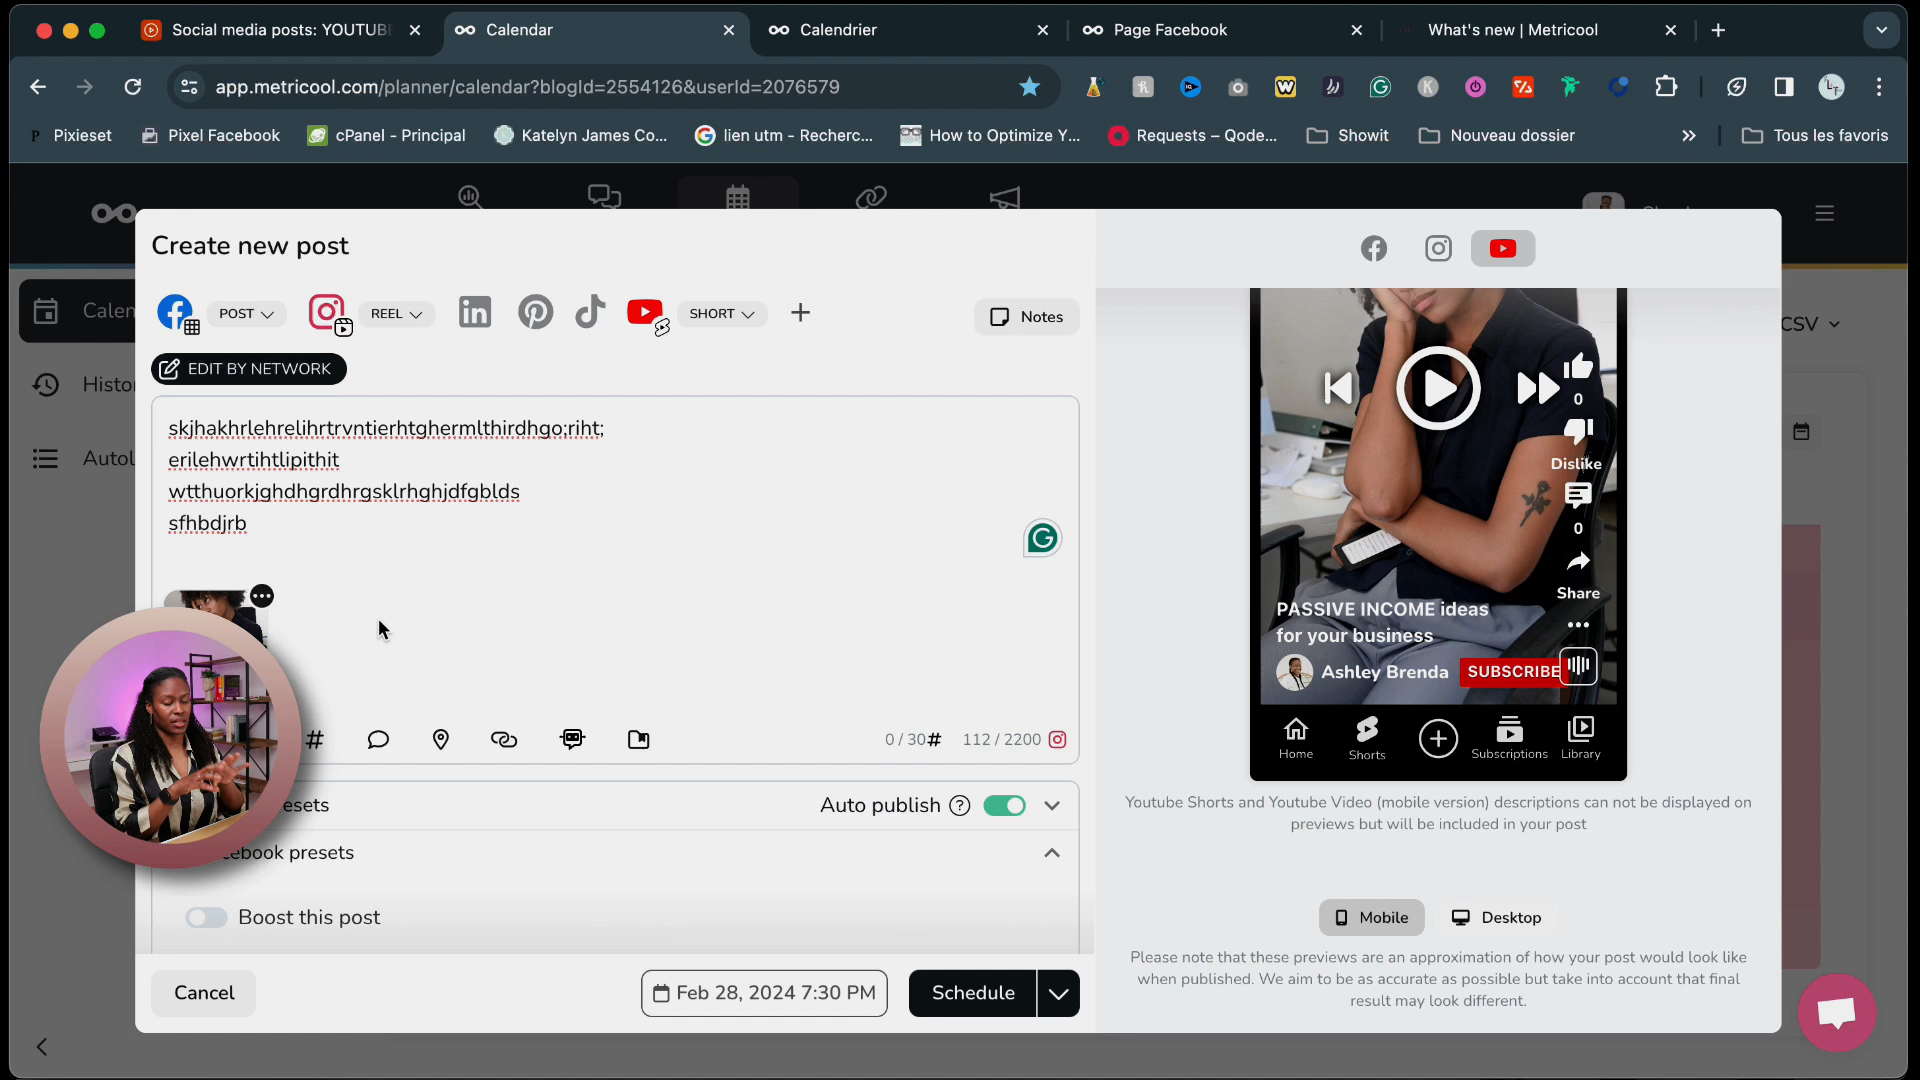 Social media posts: YOUTUBE
Calendar
Calendrier
Page Facebook
What's new | Metricool
app.metricool.com/planner/calendar?blogId=2554126&userId=2076579
Pixieset
Pixel Facebook
cPanel - Principal
Katelyn James Co...
lien utm - Recherc...
How to Optimize Y...
Requests – Qode...
Showit
Nouveau dossier
Tous les favoris
Create new post
POST
REEL
SHORT
Notes
Calen
CSV
EDIT BY NETWORK
Histo
Autol
skjhakhrlehrelihrtrvntierhtghermlthirdhgo;riht;
erilehwrtihtlipithit
wtthuorkjghdhgrdhrgsklrhghjdfgblds
sfhbdjrb
0 / 30#
112 / 2200
esets
Auto publish
ebook presets
Boost this post
Cancel
Feb 28, 2024 7:30 PM
Schedule
0
Dislike
0
Share
PASSIVE INCOME ideas
for your business
Ashley Brenda
SUBSCRIBE
Home
Shorts
Subscriptions
Library
Youtube Shorts and Youtube Video (mobile version) descriptions can not be displayed on
previews but will be included in your post
Mobile
Desktop
Please note that these previews are an approximation of how your post would look like
when published. We aim to be as accurate as possible but take into account that final
result may look different.